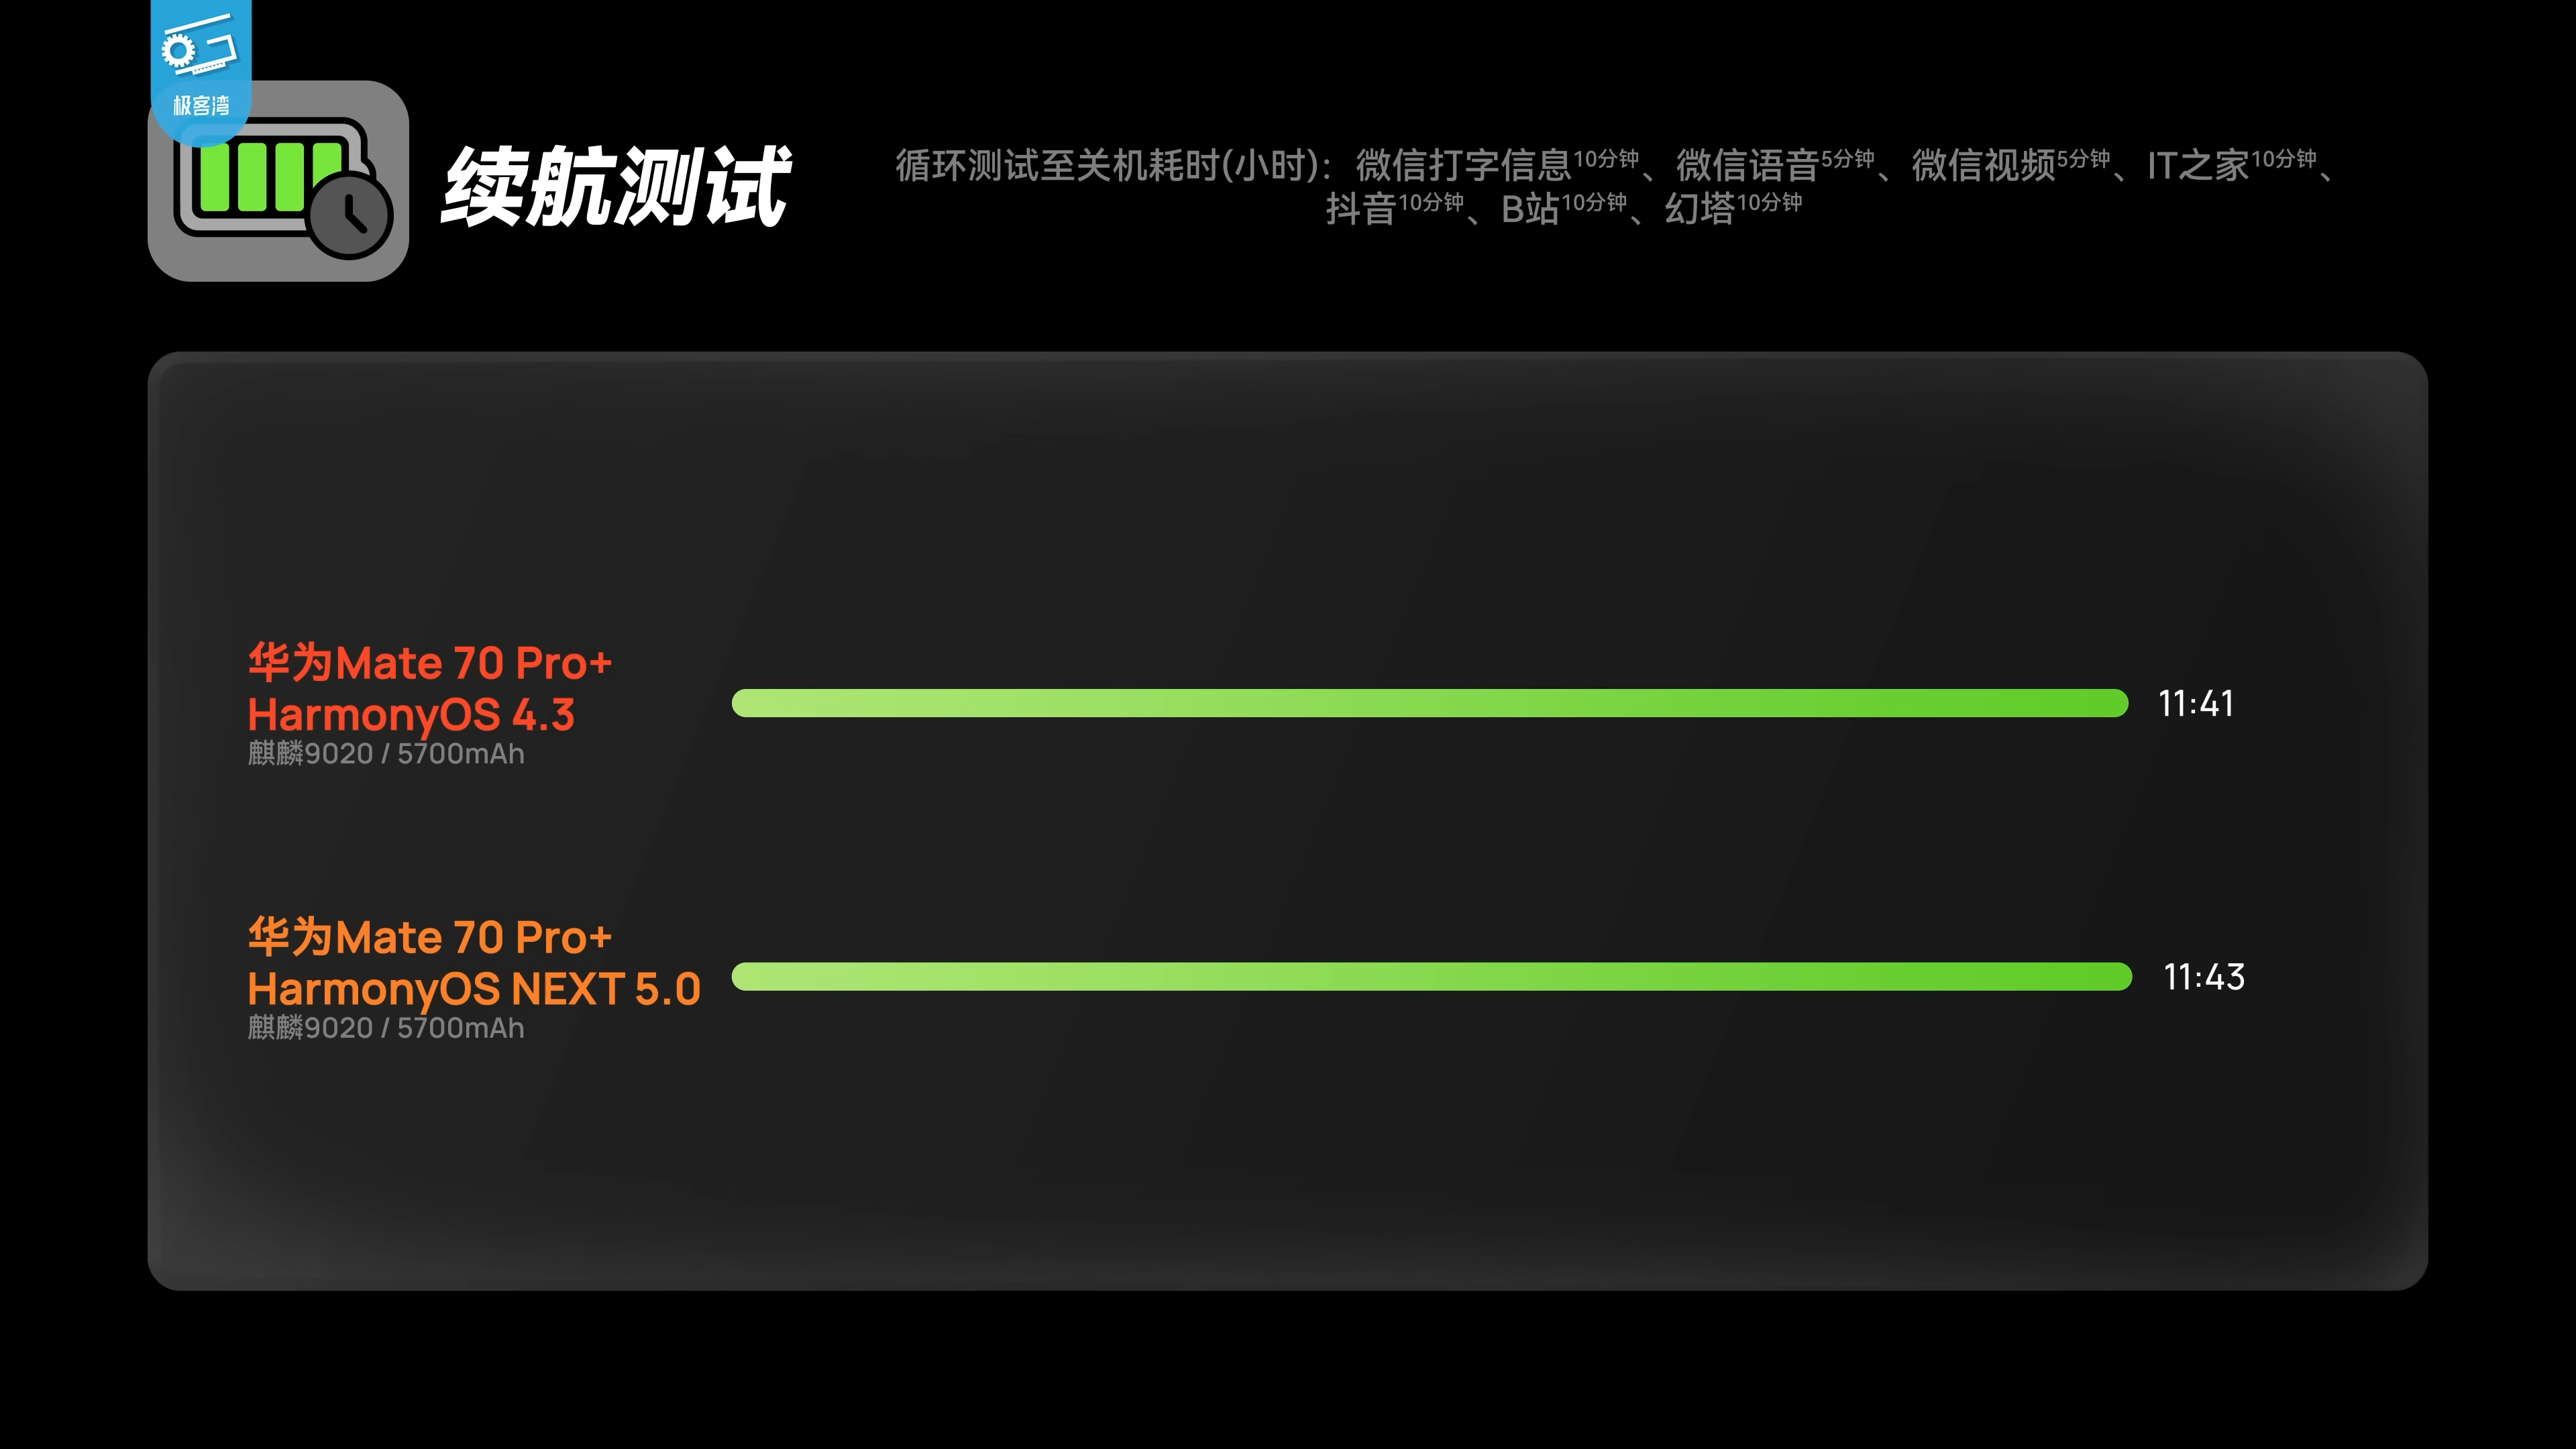 极客湾
续航测试
循环测试至关机耗时(小时)：微信打字信息10分钟、微信语音5分钟、微信视频5分钟、IT之家10分钟、
抖音10分钟、B站10分钟、幻塔10分钟
华为Mate 70 Pro+
HarmonyOS 4.3
麒麟9020 / 5700mAh
11:41
华为Mate 70 Pro+
HarmonyOS NEXT 5.0
麒麟9020 / 5700mAh
11:43